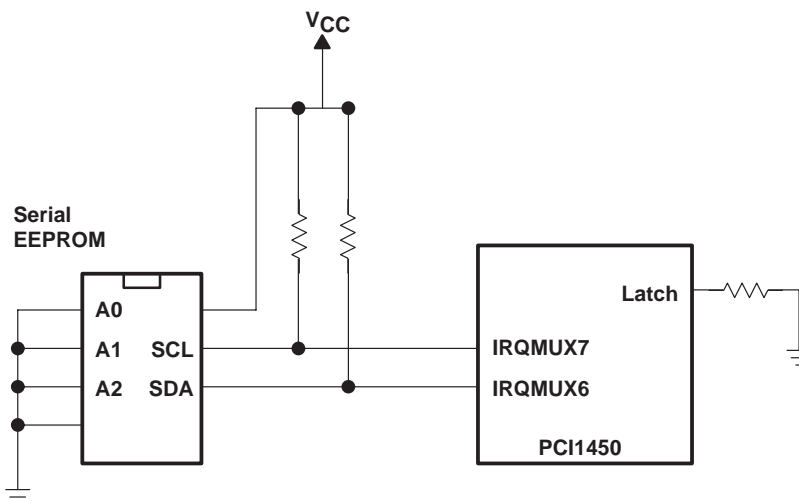 VCC
Serial
EEPROM
A0
A1 SCL
A2 SDA
Latch
IRQMUX7
IRQMUX6
PCI1450